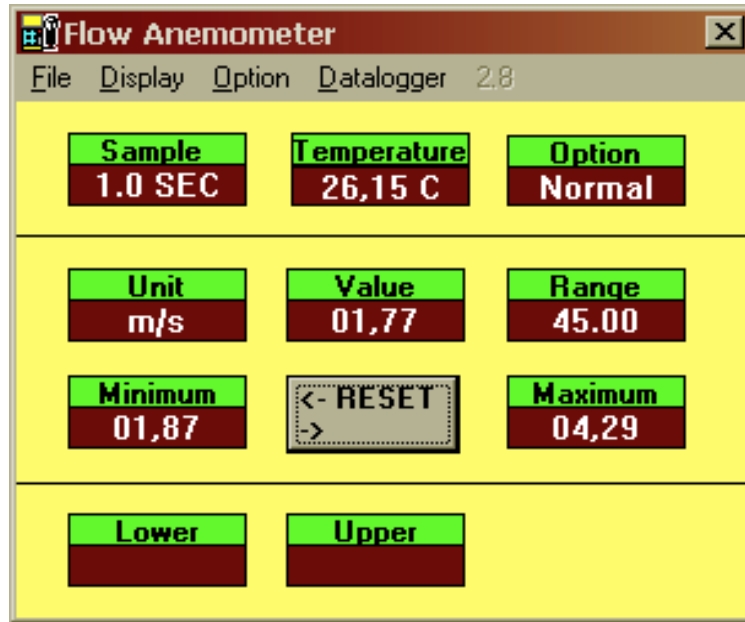 Flow Anemometer
File Display Option Datalogger 2.8
Sample Temperature Option
1.0 SEC 26,15 C Normal
Unit Value Range
m/s 01,77 45.00
Minimum <- RESET Maximum
01,87 -> 04,29
Lower Upper